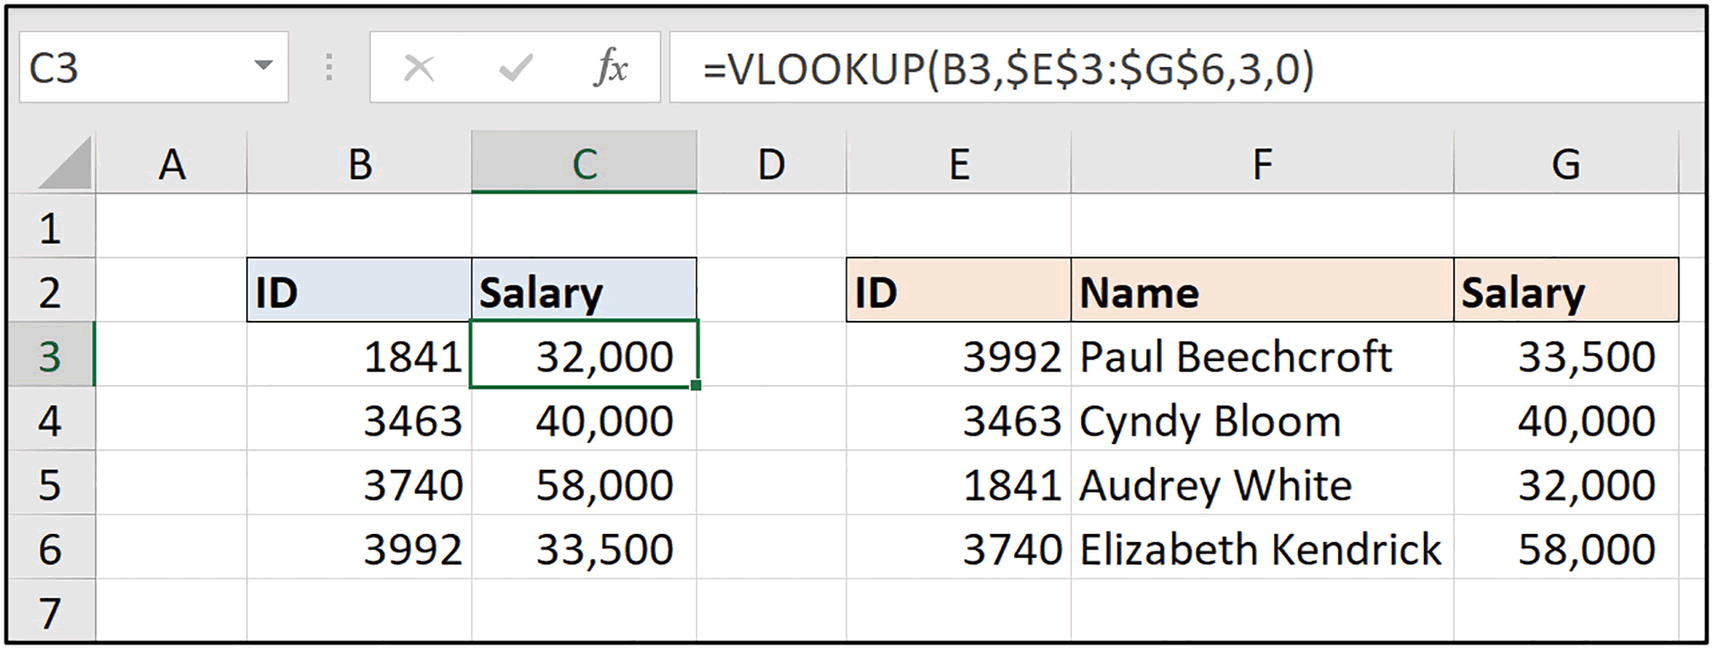 C3 fx =VLOOKUP(B3,$E$3:$G$6,3,0)
A B C D E F G
1
2 ID Salary ID Name Salary
3 1841 32,000 3992 Paul Beechcroft 33,500
4 3463 40,000 3463 Cyndy Bloom 40,000
5 3740 58,000 1841 Audrey White 32,000
6 3992 33,500 3740 Elizabeth Kendrick 58,000
7